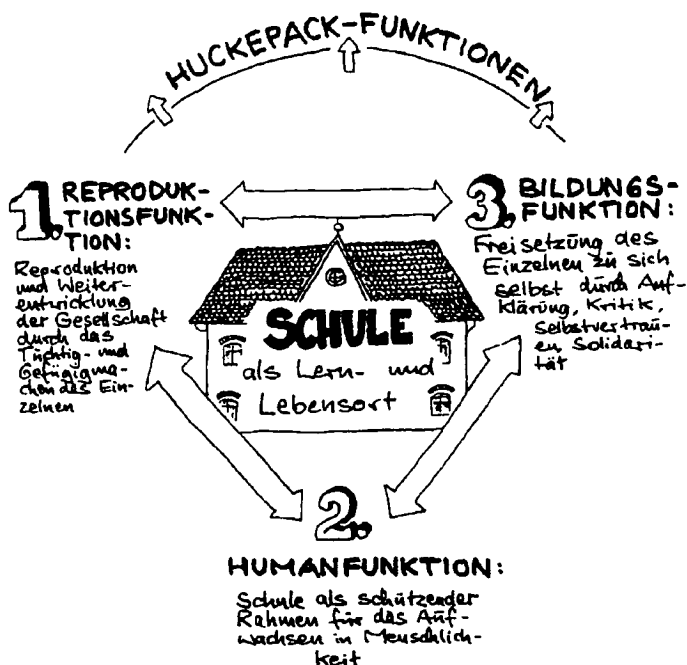 HUCKEPACK-FUNKTIONEN
1. REPRODUK-
TIONSFUNK-
TION:
Reproduktion
und Weiter-
entwicklung
der Gesellschaft
durch das
Tüchtig- und
Gefügigma-
chen des Ein-
zelnen
3. BILDUNGS-
FUNKTION:
Freisetzung des
Einzelnen zu sich
selbst durch Auf-
klärung, Kritik,
Selbstvertrau-
en, Solidari-
tät
SCHULE
als Lern- und
Lebensort
2.
HUMANFUNKTION:
Schule als schützender
Rahmen für das Auf-
wachsen in Menschlich-
keit